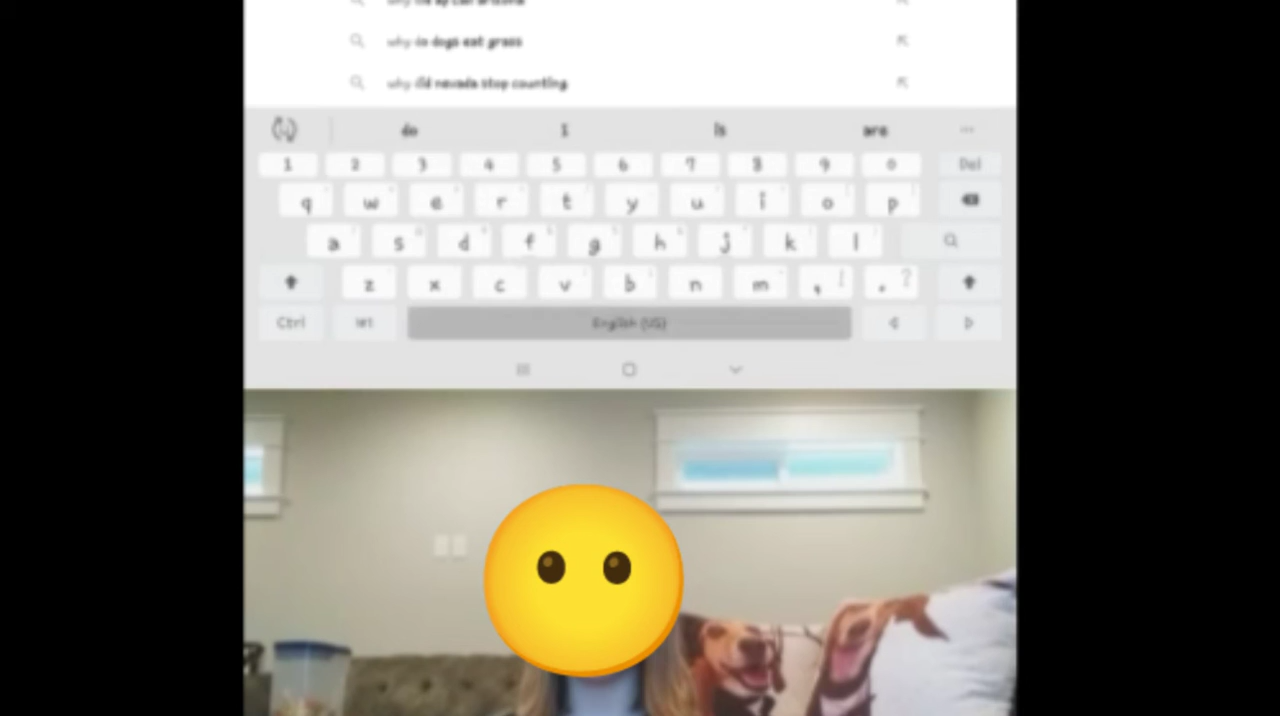 why do dogs eat grass
why did nevada stop counting
do I is are ...
1 2 3 4 5 6 7 8 9 0 Del
q w e r t y u i o p
a s d f g h j k l
z x c v b n m , ! . ?
Ctrl English (US)